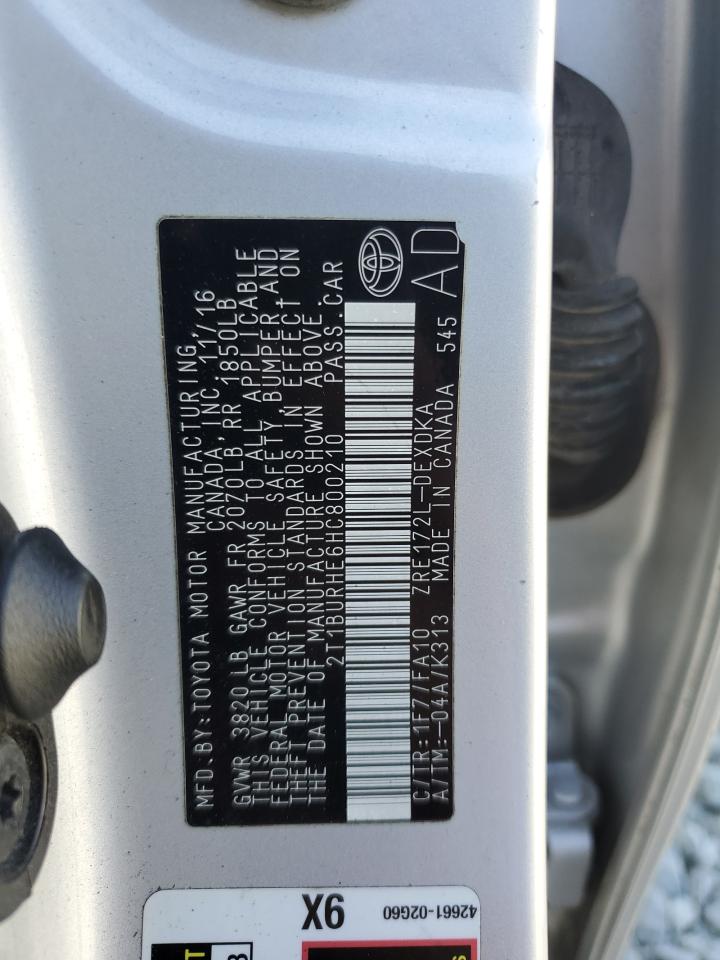 MFD. BY: TOYOTA MOTOR MANUFACTURING,
CANADA, INC. 11/16
GVWR 3820 LB GAWR FR 2070LB RR 1850LB
THIS VEHICLE CONFORMS TO ALL APPLICABLE
FEDERAL MOTOR VEHICLE SAFETY, BUMPER, AND
THEFT PREVENTION STANDARDS IN EFFECT ON
THE DATE OF MANUFACTURE SHOWN ABOVE.
2T1BURHE6HC800210 PASS. CAR
C/TR:1F7/FA10 ZRE172L-DEXDKA
A/TM:-04A/K313 MADE IN CANADA 545
AD
X6
42661-02G60